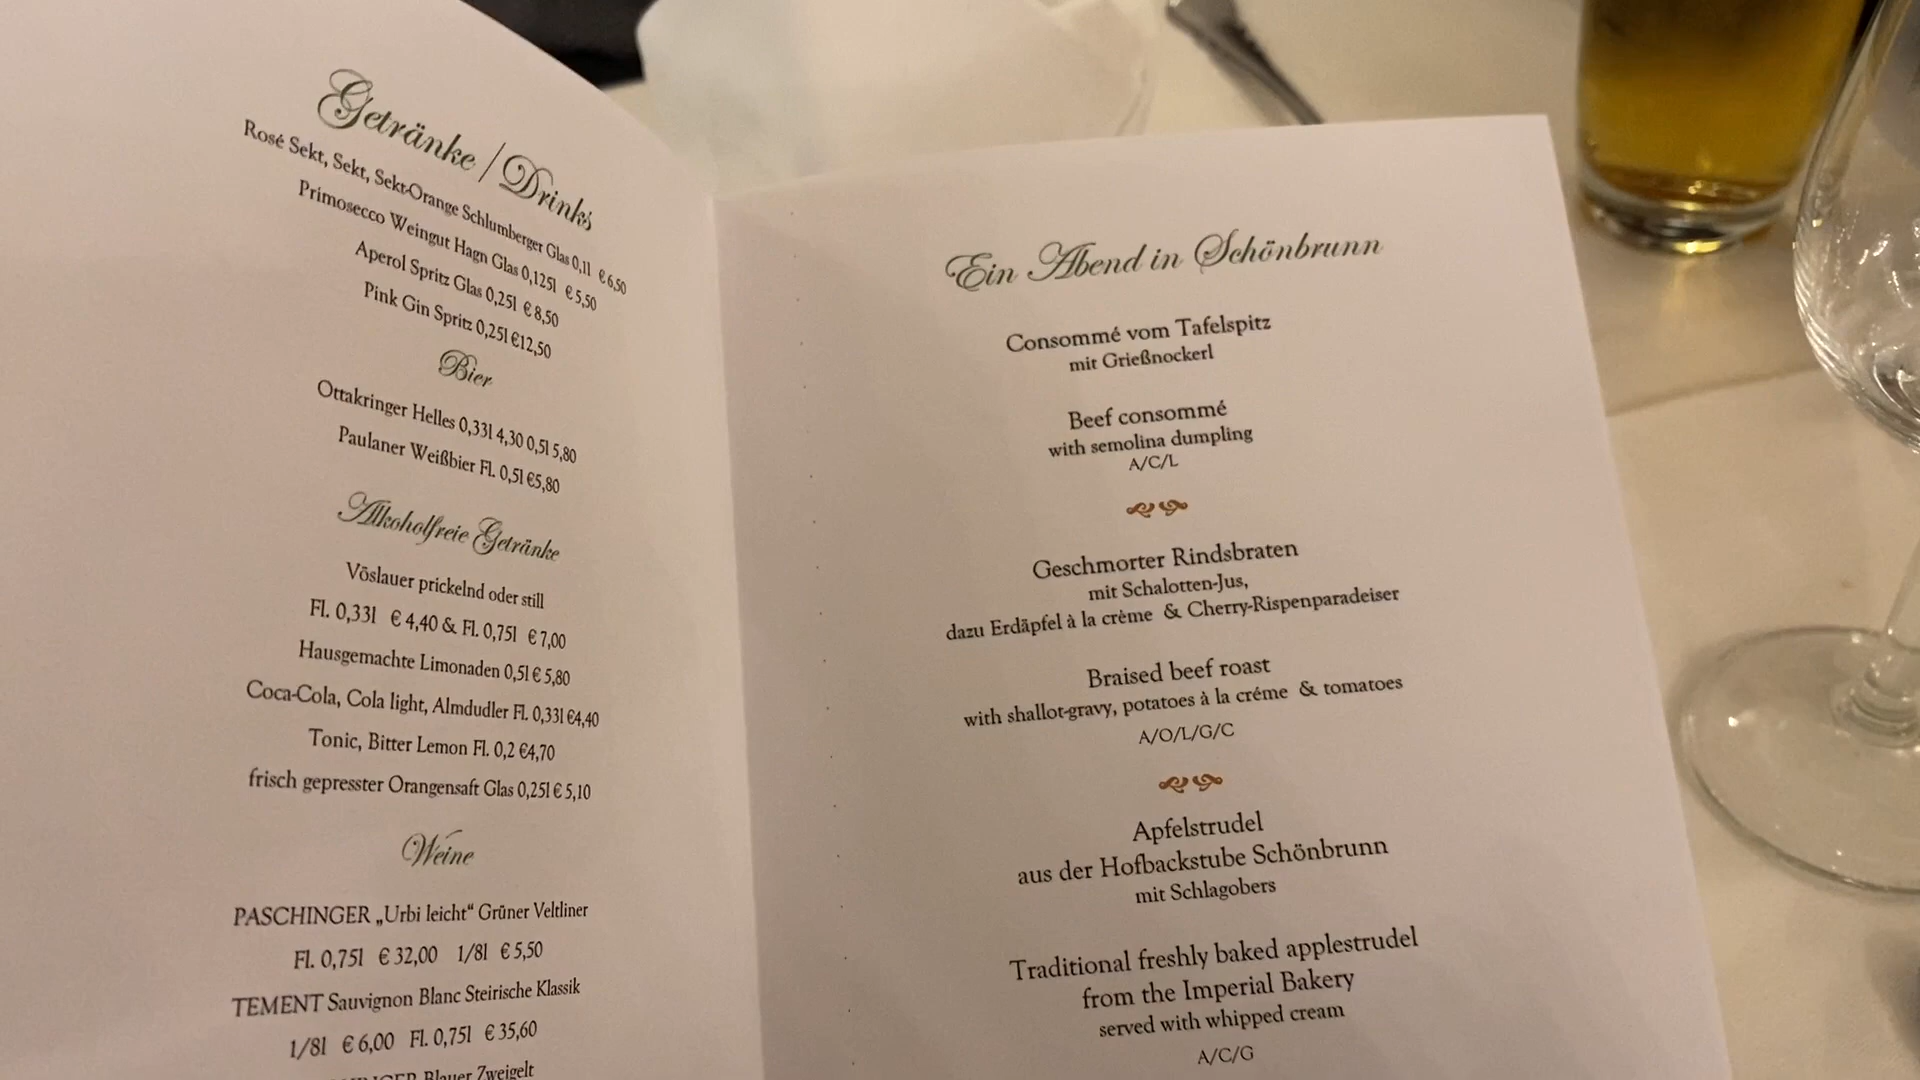 Getränke / Drinks
Rosé Sekt, Sekt, Sekt-Orange Schlumberger Glas 0,1l € 6,50
Primosecco Weingut Hagn Glas 0,125l € 5,50
Aperol Spritz Glas 0,25l € 8,50
Pink Gin Spritz 0,25l €12,50
Bier
Ottakringer Helles 0,33l 4,30 0,5l 5,80
Paulaner Weißbier Fl. 0,5l €5,80
Alkoholfreie Getränke
Vöslauer prickelnd oder still
Fl. 0,33l € 4,40 & Fl. 0,75l € 7,00
Hausgemachte Limonaden 0,5l € 5,80
Coca-Cola, Cola light, Almdudler Fl. 0,33l €4,40
Tonic, Bitter Lemon Fl. 0,2 €4,70
frisch gepresster Orangensaft Glas 0,25l € 5,10
Weine
PASCHINGER „Urbi leicht“ Grüner Veltliner
Fl. 0,75l € 32,00 1/8l € 5,50
TEMENT Sauvignon Blanc Steirische Klassik
1/8l € 6,00 Fl. 0,75l € 35,60
Blauer Zweigelt
Ein Abend in Schönbrunn
Consommé vom Tafelspitz
mit Grießnockerl
Beef consommé
with semolina dumpling
A/C/L
Geschmorter Rindsbraten
mit Schalotten-Jus,
dazu Erdäpfel à la crème & Cherry-Rispenparadeiser
Braised beef roast
with shallot-gravy, potatoes à la créme & tomatoes
A/O/L/G/C
Apfelstrudel
aus der Hofbackstube Schönbrunn
mit Schlagobers
Traditional freshly baked applestrudel
from the Imperial Bakery
served with whipped cream
A/C/G